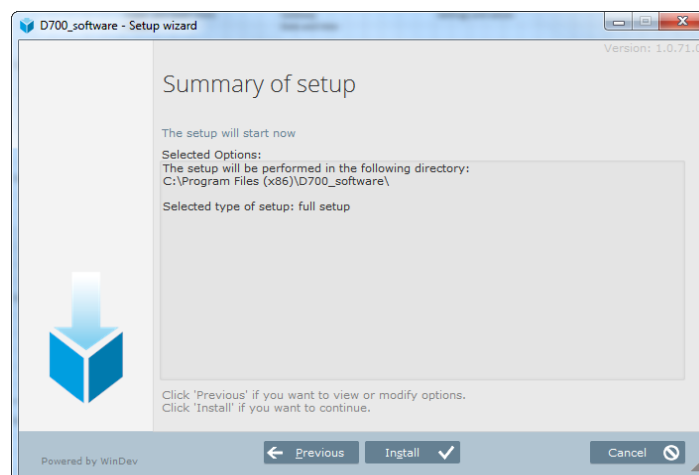 D700_software - Setup wizard
Version: 1.0.71.0
Summary of setup
The setup will start now
Selected Options:
The setup will be performed in the following directory:
C:\Program Files (x86)\D700_software\
Selected type of setup: full setup
Click 'Previous' if you want to view or modify options.
Click 'Install' if you want to continue.
Powered by WinDev
Previous
Install
Cancel